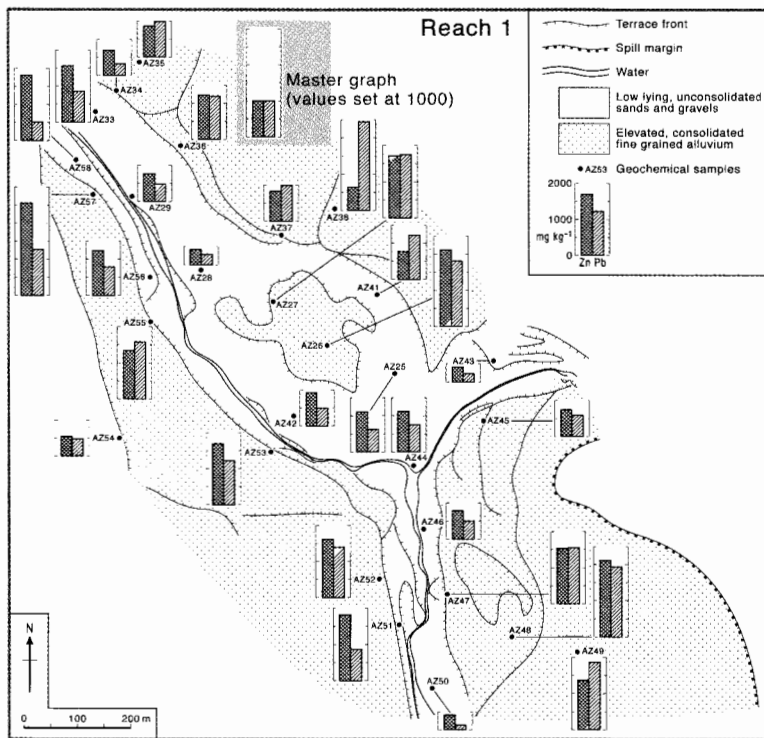 Reach 1
Master graph
(values set at 1000)
Terrace front
Spill margin
Water
Low lying, unconsolidated
sands and gravels
Elevated, consolidated
fine grained alluvium
AZ53 Geochemical samples
2000
1000
mg kg⁻¹
0
Zn Pb
AZ35
AZ34
AZ33
AZ36
AZ58
AZ57
AZ29
AZ37
AZ38
AZ56
AZ28
AZ41
AZ27
AZ55
AZ26
AZ43
AZ25
AZ42
AZ45
AZ54
AZ53
AZ44
AZ46
AZ52
AZ47
AZ51
AZ48
AZ49
AZ50
N
0 100 200 m